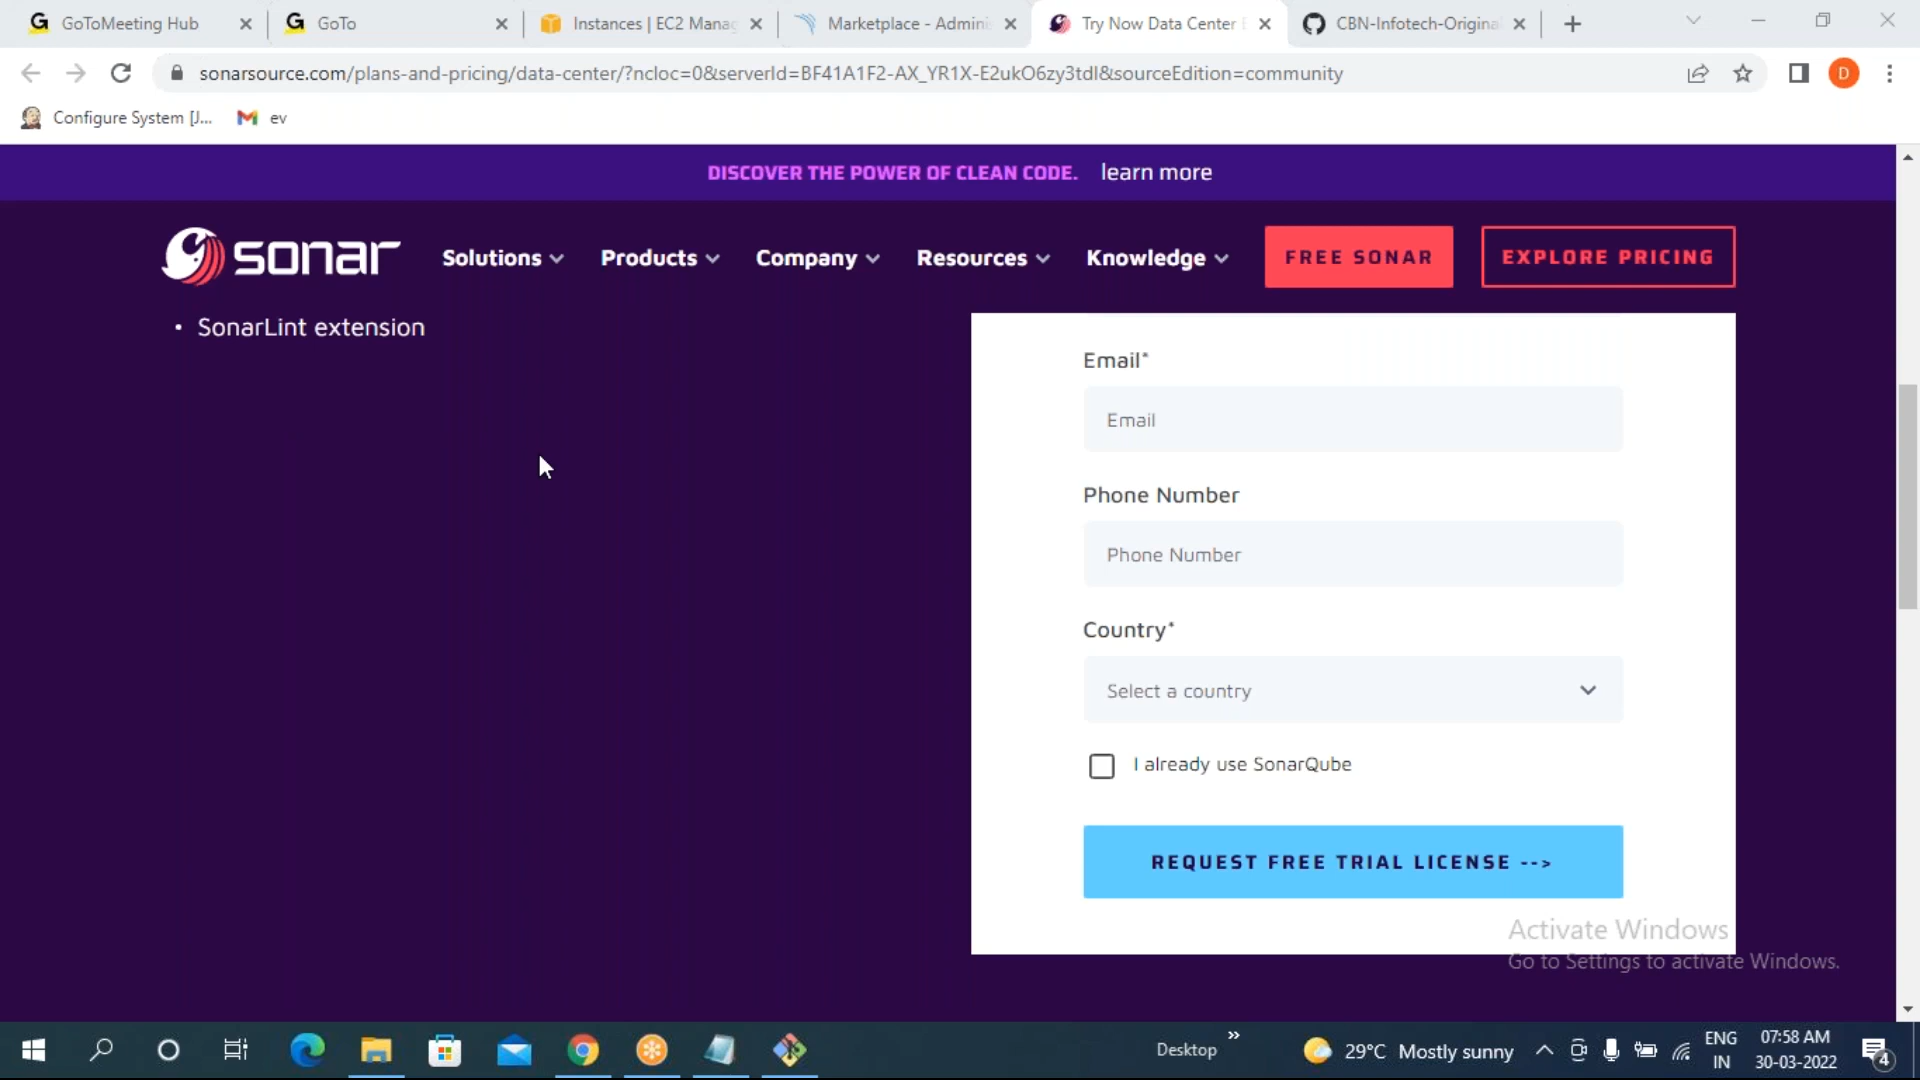 GoToMeeting Hub
GoTo
Instances | EC2 Manag
Marketplace - Adminis
Try Now Data Center E
CBN-Infotech-Original
sonarsource.com/plans-and-pricing/data-center/?ncloc=0&serverId=BF41A1F2-AX_YR1X-E2ukO6zy3tdl&sourceEdition=community
D
Configure System [J...
ev
DISCOVER THE POWER OF CLEAN CODE. learn more
sonar
Solutions
Products
Company
Resources
Knowledge
FREE SONAR
EXPLORE PRICING
• SonarLint extension
Email*
Email
Phone Number
Phone Number
Country*
Select a country
I already use SonarQube
REQUEST FREE TRIAL LICENSE -->
Activate Windows
Go to Settings to activate Windows.
Desktop
29°C Mostly sunny
ENG
IN
07:58 AM
30-03-2022
4